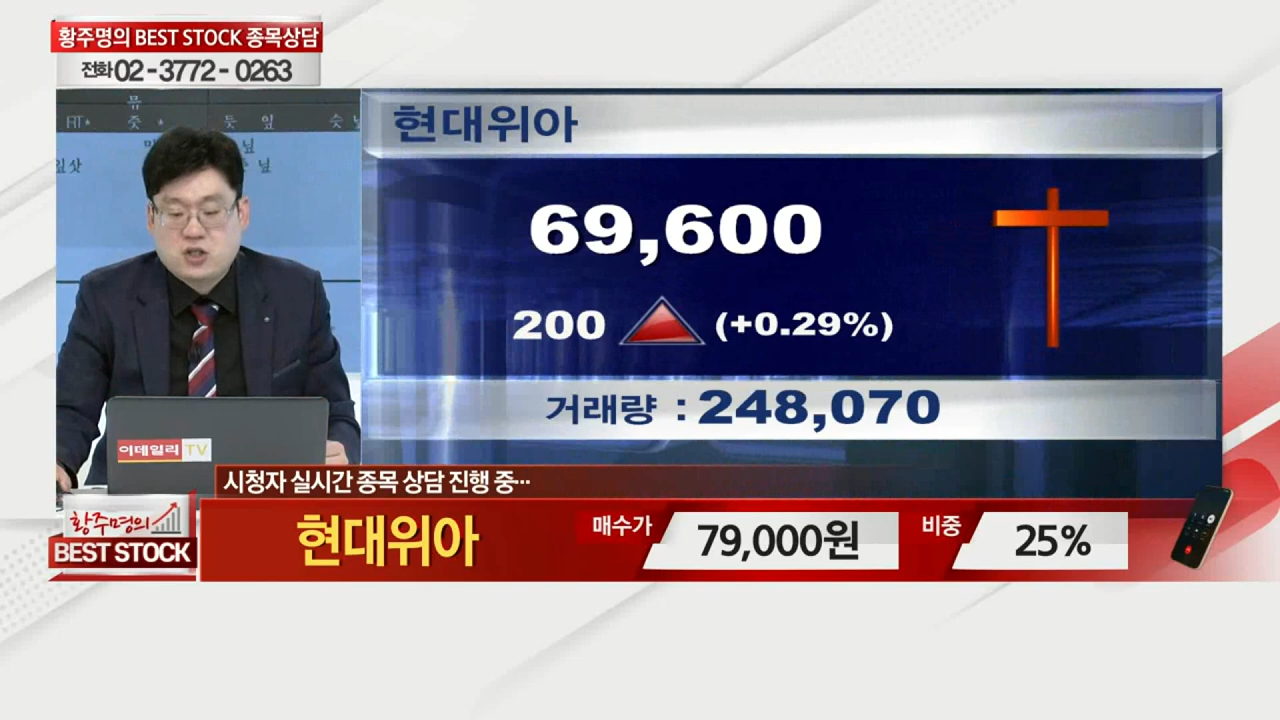 황주명의 BEST STOCK 종목상담
전화 02-3772-0263
현대위아
69,600
200 (+0.29%)
거래량 : 248,070
이데일리 TV
시청자 실시간 종목 상담 진행 중…
황주명의
BEST STOCK
현대위아 매수가 79,000원 비중 25%